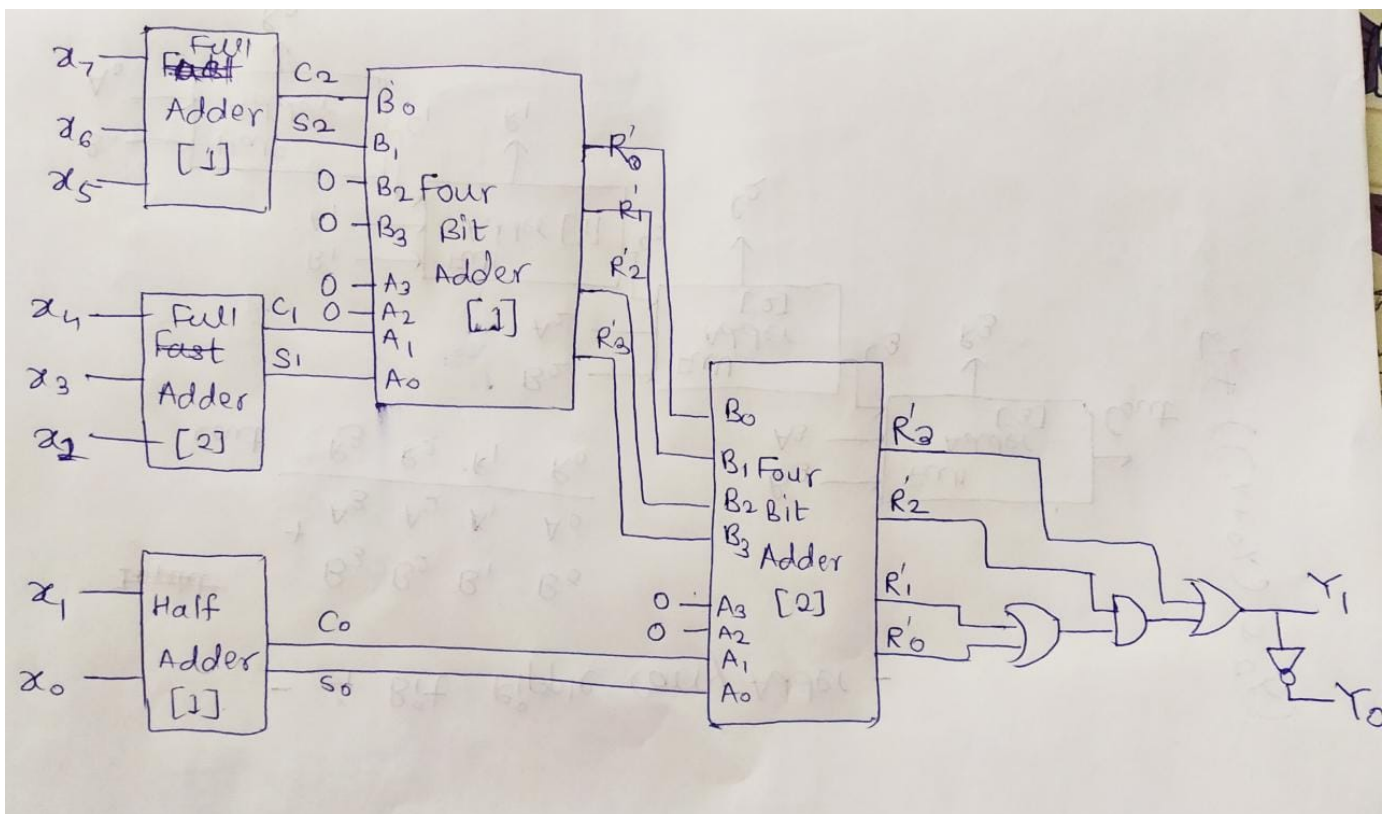 x7
x6
x5
Full
Fast
Adder
[1]
C2
S2
x4
x3
x2
Full
Fast
Adder
[2]
C1
S1
x1
x0
Half
Adder
[1]
C0
S0
B0
B1
0 B2 Four
0 B3 Bit
0 A3 Adder
0 A2 [1]
A1
A0
R'0
R'1
R'2
R'3
B0
B1 Four
B2 Bit
B3 Adder
0 A3 [2]
0 A2
A1
A0
R'3
R'2
R'1
R'0
Y1
Y0